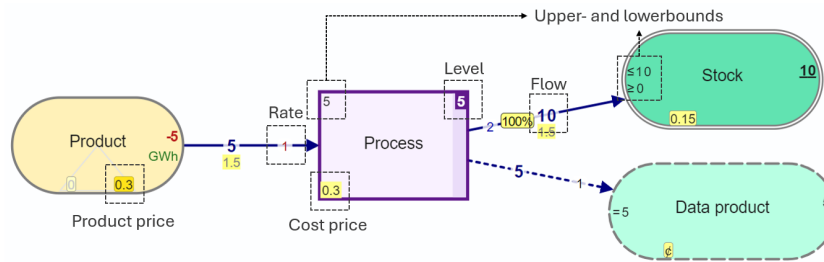 Upper- and lowerbounds
Level
Flow
Rate
≤10
≥0
Stock
10
0.15
5
5
Process
0.3
Cost price
2
100%
10
1.5
Product
-5
GWh
0
0.3
Product price
5
1.5
1
5
1
=5
Data product
¢